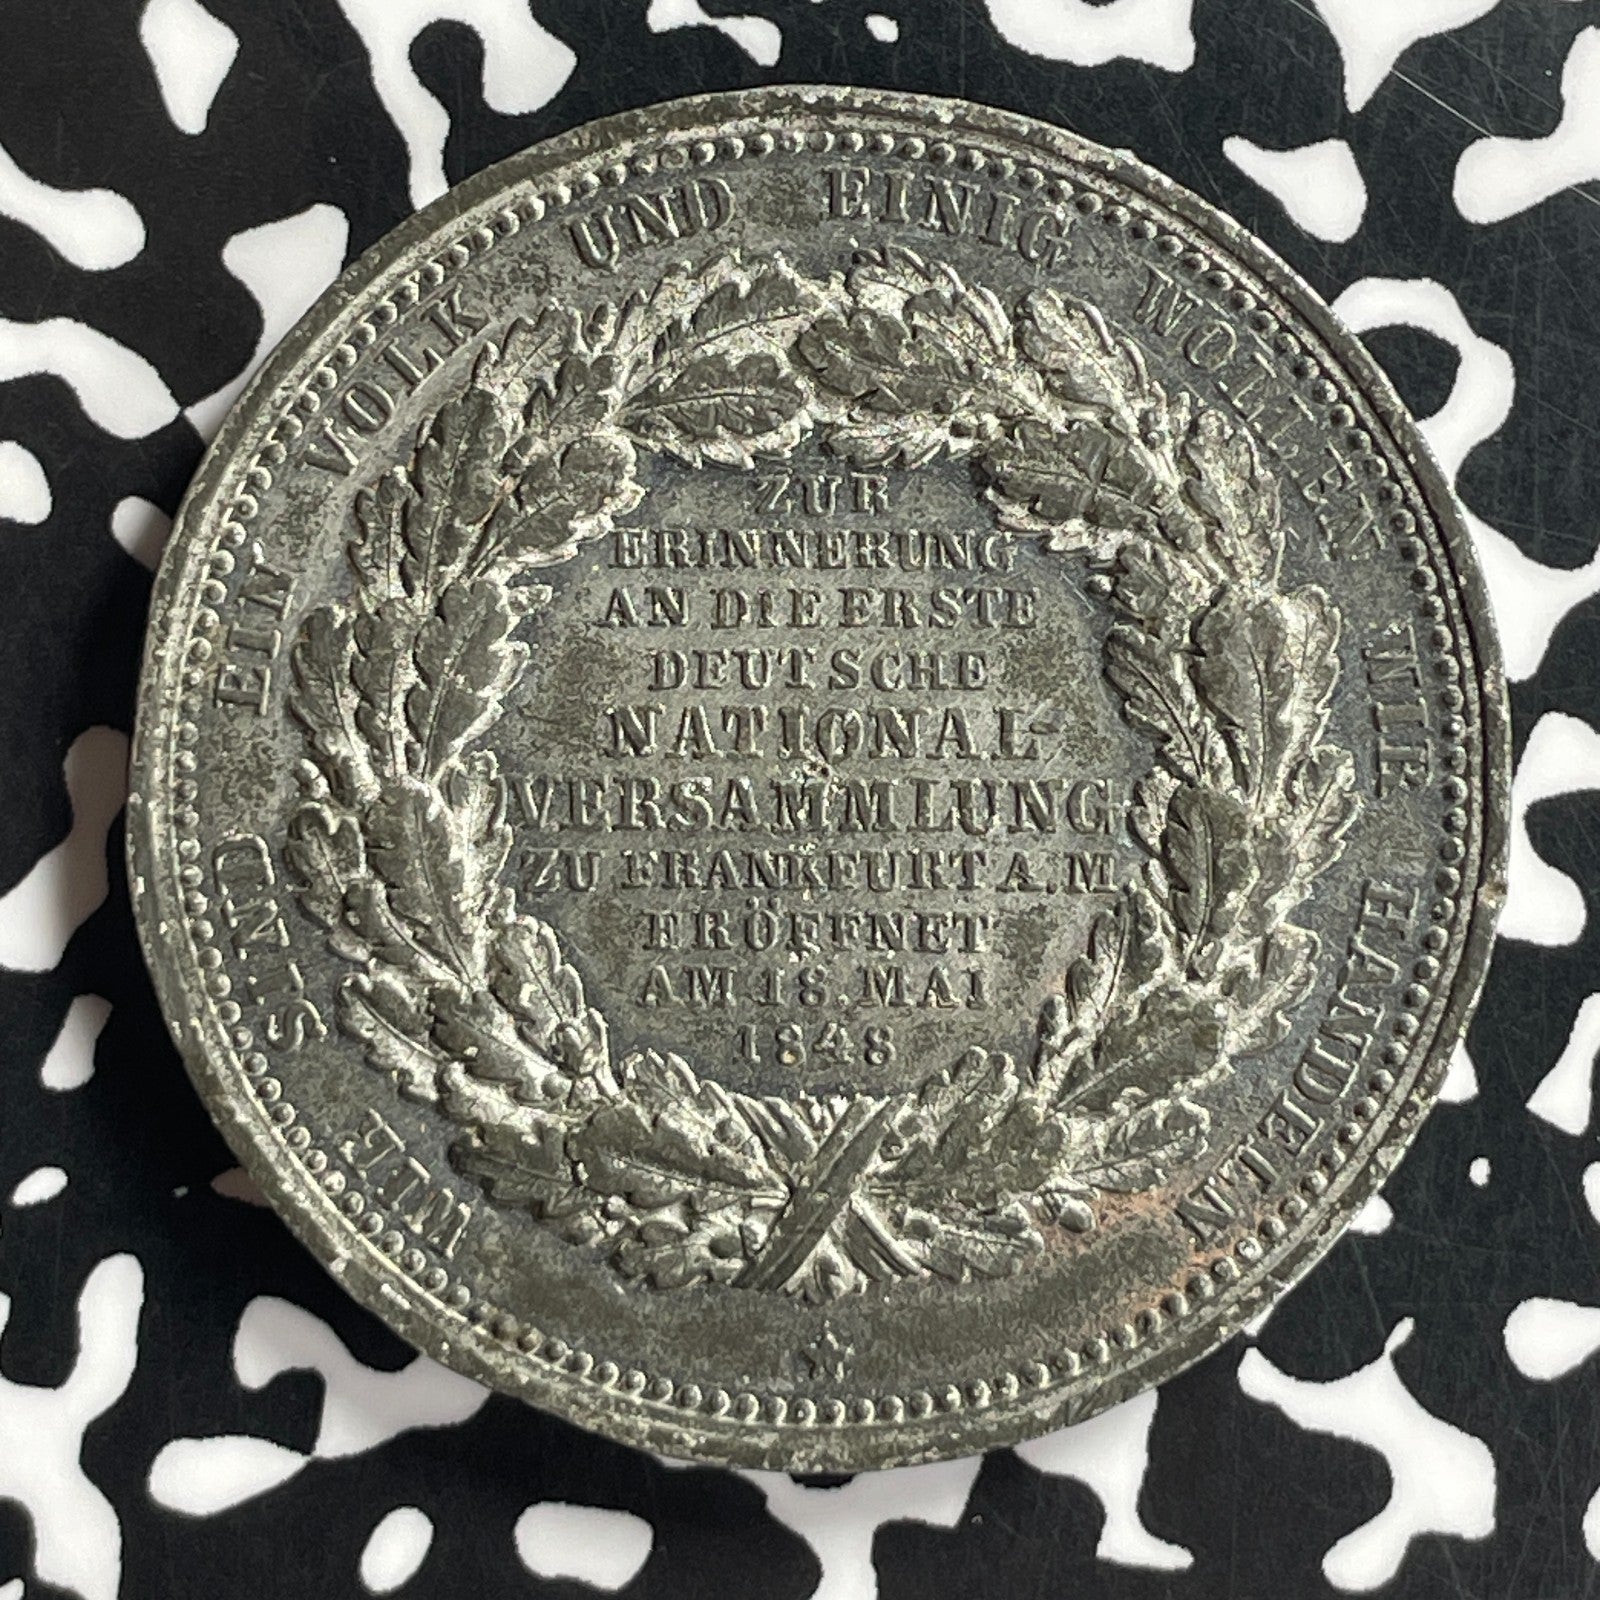 WIR SIND EIN VOLK UND EINIG WOLLEN WIR HANDELN
ZUR
ERINNERUNG
AN DIE ERSTE
DEUTSCHE
NATIONAL-
VERSAMMLUNG
ZU FRANKFURT A. M.
ERÖFFNET
AM 18. MAI
1848